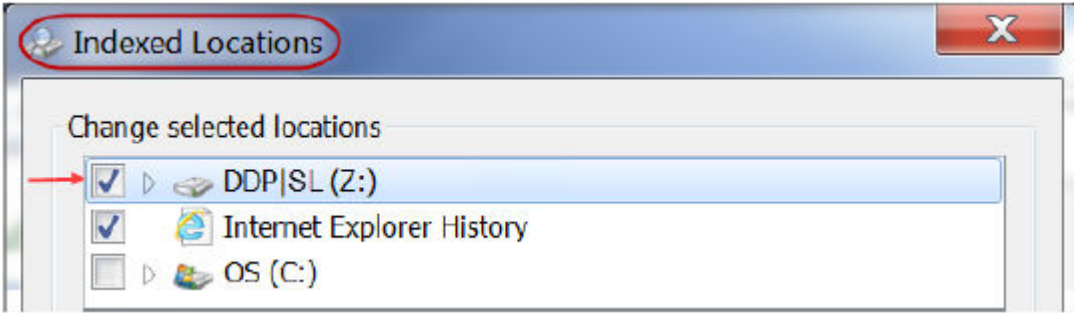 Indexed Locations
Change selected locations
DDP|SL (Z:)
Internet Explorer History
OS (C:)